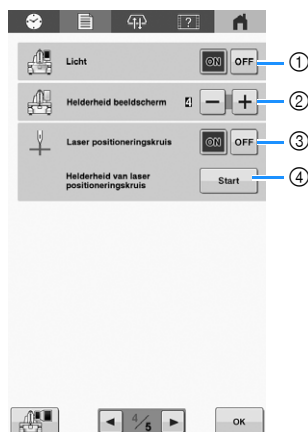 ?
Licht
ON OFF
①
Helderheid beeldscherm
4
− +
②
Laser positioneringskruis
ON OFF
③
Helderheid van laser
positioneringskruis
Start
④
4/5
OK